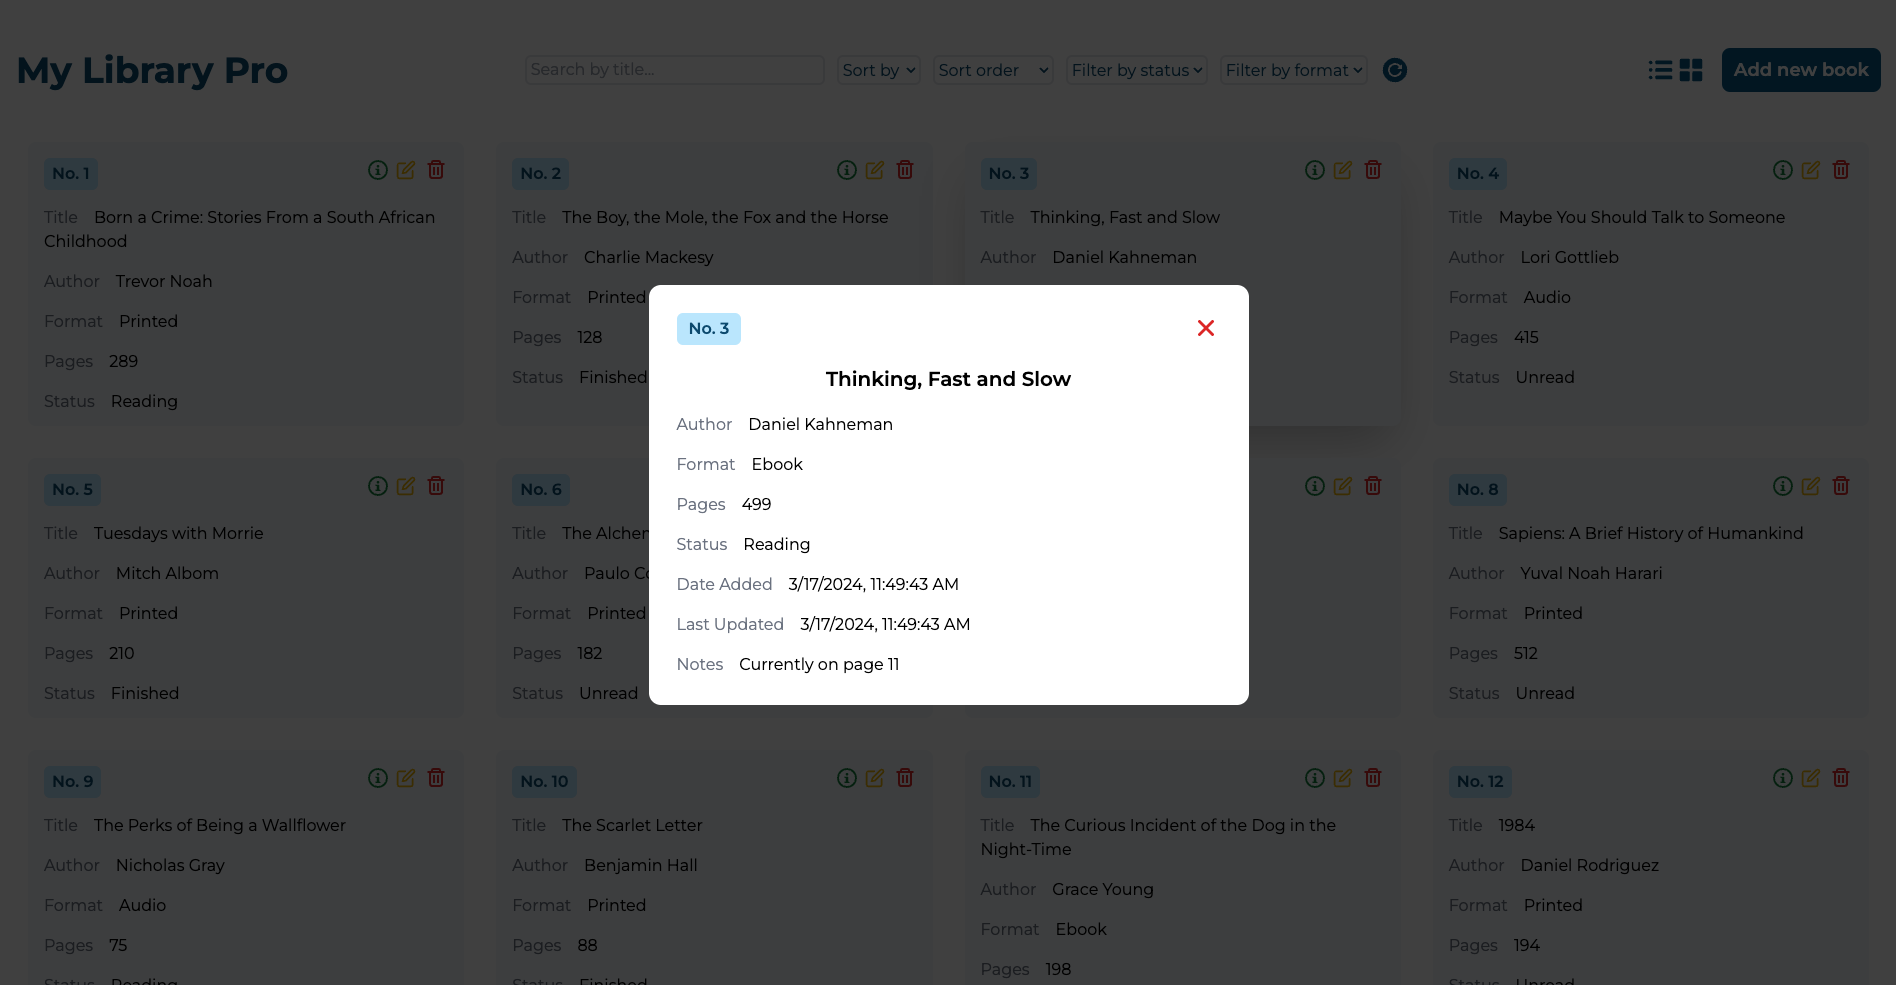 My Library Pro
Search by title...
Sort by
Sort order
Filter by status
Filter by format
Add new book
No. 1
Title Born a Crime: Stories From a South African
Childhood
Author Trevor Noah
Format Printed
Pages 289
Status Reading
No. 2
Title The Boy, the Mole, the Fox and the Horse
Author Charlie Mackesy
Format Printed
Pages 128
Status Finished
No. 3
Title Thinking, Fast and Slow
Author Daniel Kahneman
No. 4
Title Maybe You Should Talk to Someone
Author Lori Gottlieb
Format Audio
Pages 415
Status Unread
No. 3
Thinking, Fast and Slow
Author Daniel Kahneman
Format Ebook
Pages 499
Status Reading
Date Added 3/17/2024, 11:49:43 AM
Last Updated 3/17/2024, 11:49:43 AM
Notes Currently on page 11
No. 5
Title Tuesdays with Morrie
Author Mitch Albom
Format Printed
Pages 210
Status Finished
No. 6
Title The Alchem
Author Paulo Co
Format Printed
Pages 182
Status Unread
No. 8
Title Sapiens: A Brief History of Humankind
Author Yuval Noah Harari
Format Printed
Pages 512
Status Unread
No. 9
Title The Perks of Being a Wallflower
Author Nicholas Gray
Format Audio
Pages 75
Status Reading
No. 10
Title The Scarlet Letter
Author Benjamin Hall
Format Printed
Pages 88
Status Finished
No. 11
Title The Curious Incident of the Dog in the
Night-Time
Author Grace Young
Format Ebook
Pages 198
No. 12
Title 1984
Author Daniel Rodriguez
Format Printed
Pages 194
Status Unread